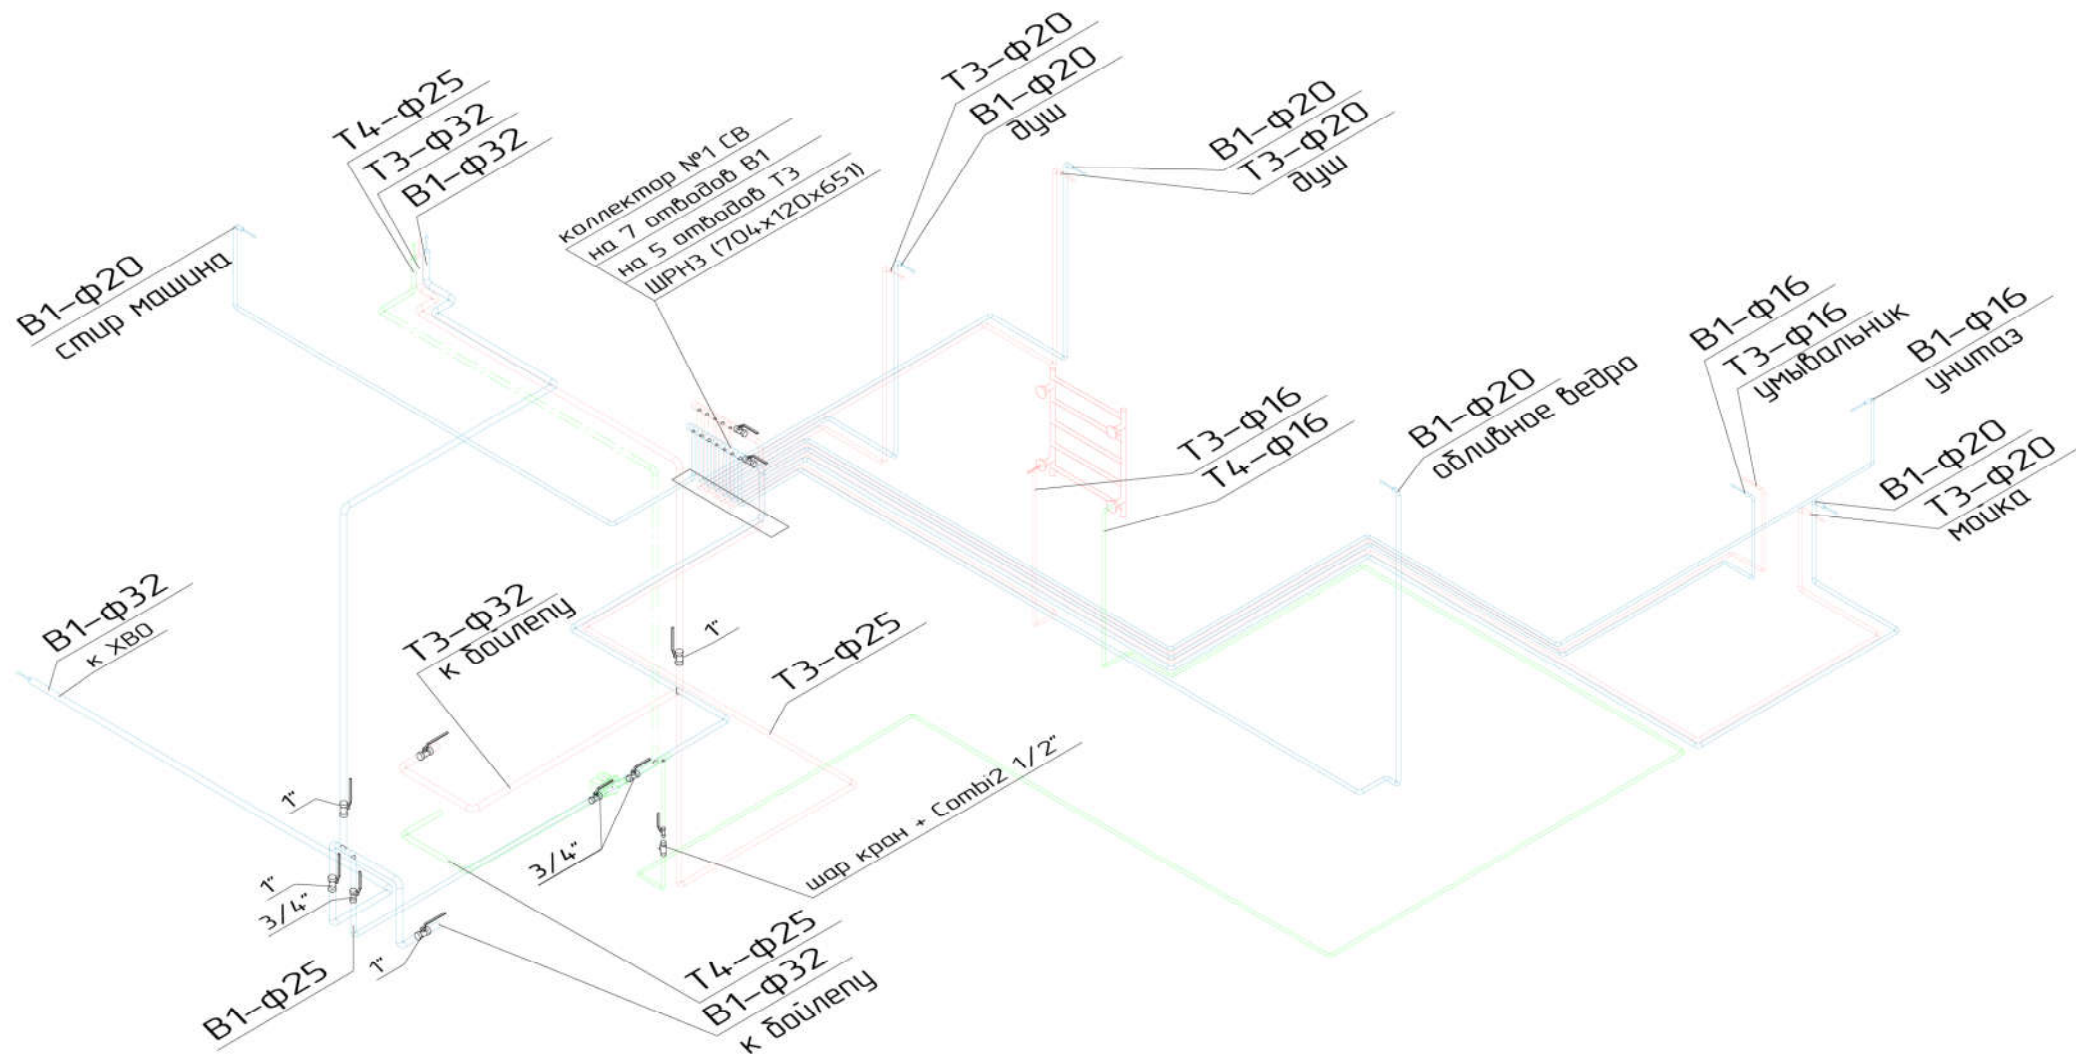 Т4-ф25
Т3-ф32
В1-ф32
коллектор №1 СВ
на 7 отводов В1
на 5 отводов Т3
ШРН3 (704х120х651)
Т3-ф20
В1-ф20
душ
В1-ф20
Т3-ф20
душ
В1-ф20
стир машина
В1-ф16
Т3-ф16
умывальник
В1-ф16
унитаз
В1-ф20
обливное ведро
Т3-ф16
Т4-ф16
В1-ф20
Т3-ф20
мойка
В1-ф32
к ХВО
Т3-ф32
к бойлеру
1"
Т3-ф25
1"
шар кран + Combi2 1/2"
3/4"
1"
3/4"
1"
В1-ф25
Т4-ф25
В1-ф32
к бойлеру